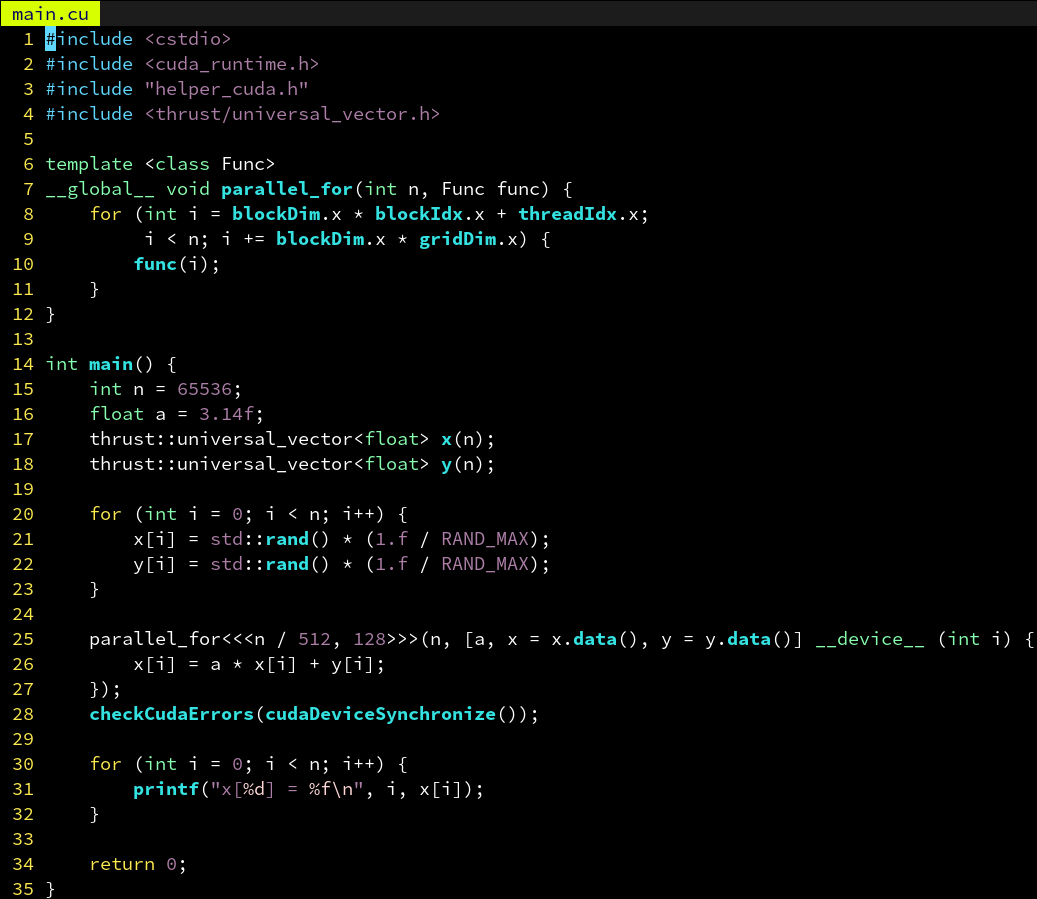 main.cu
1 #include <cstdio>
2 #include <cuda_runtime.h>
3 #include "helper_cuda.h"
4 #include <thrust/universal_vector.h>
5
6 template <class Func>
7 __global__ void parallel_for(int n, Func func) {
8     for (int i = blockDim.x * blockIdx.x + threadIdx.x;
9          i < n; i += blockDim.x * gridDim.x) {
10         func(i);
11     }
12 }
13
14 int main() {
15     int n = 65536;
16     float a = 3.14f;
17     thrust::universal_vector<float> x(n);
18     thrust::universal_vector<float> y(n);
19
20     for (int i = 0; i < n; i++) {
21         x[i] = std::rand() * (1.f / RAND_MAX);
22         y[i] = std::rand() * (1.f / RAND_MAX);
23     }
24
25     parallel_for<<<n / 512, 128>>>(n, [a, x = x.data(), y = y.data()] __device__ (int i) {
26         x[i] = a * x[i] + y[i];
27     });
28     checkCudaErrors(cudaDeviceSynchronize());
29
30     for (int i = 0; i < n; i++) {
31         printf("x[%d] = %f\n", i, x[i]);
32     }
33
34     return 0;
35 }